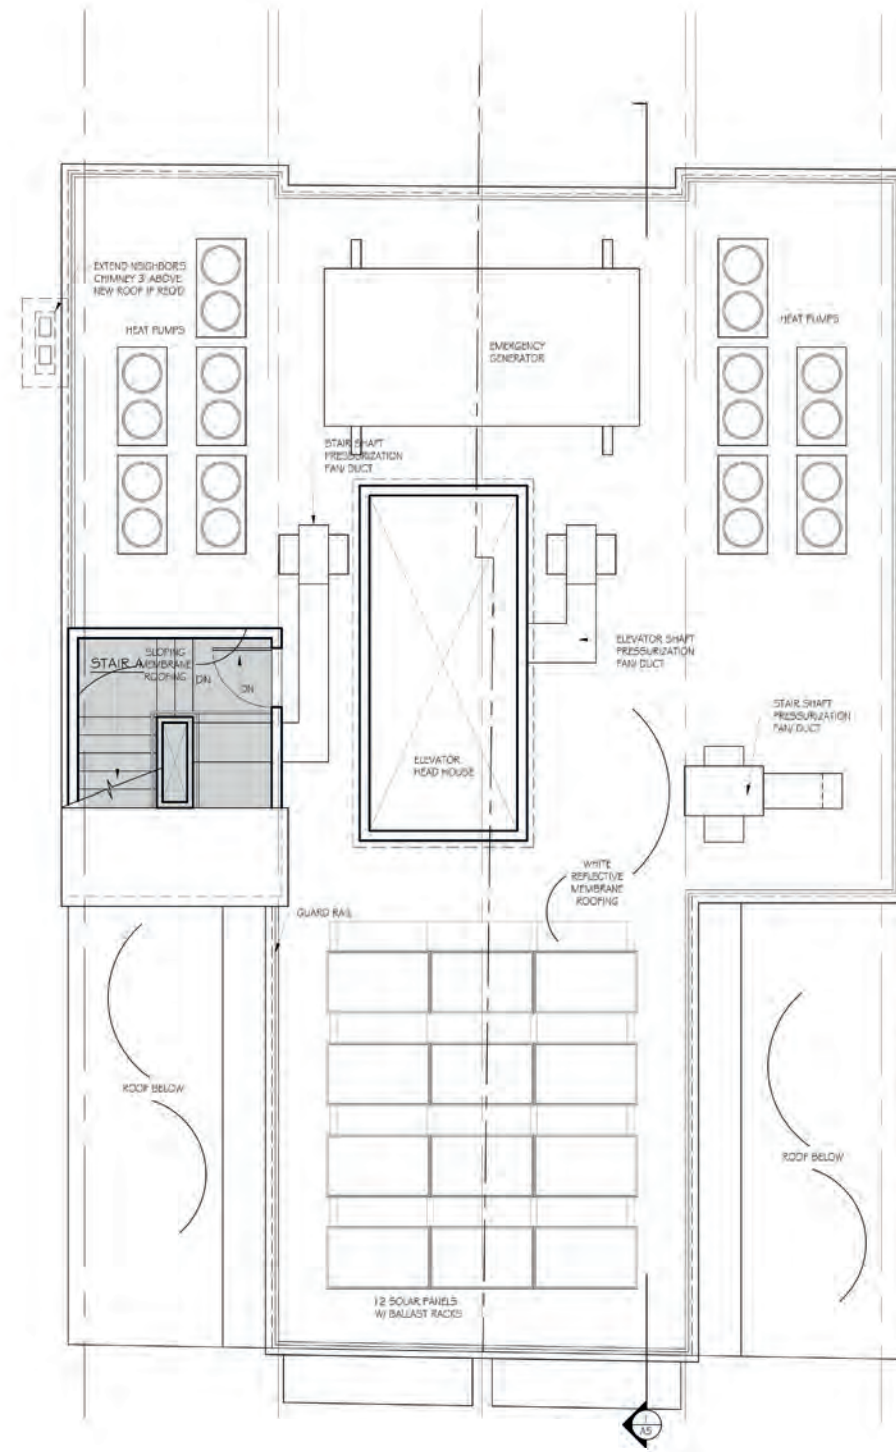 EXTEND NEIGHBORS
CHIMNEY 3' ABOVE
NEW ROOF IF REQ'D
HEAT PUMPS
HEAT PUMPS
EMERGENCY
GENERATOR
STAIR SHAFT
PRESSURIZATION
FAN/ DUCT
STAIR A
SLOPING
MEMBRANE
ROOFING
DN
DN
ELEVATOR SHAFT
PRESSURIZATION
FAN/ DUCT
STAIR SHAFT
PRESSURIZATION
FAN/ DUCT
ELEVATOR
HEAD HOUSE
WHITE
REFLECTIVE
MEMBRANE
ROOFING
GUARD RAIL
ROOF BELOW
ROOF BELOW
12 SOLAR PANELS
W/ BALLAST RACKS
1
A5